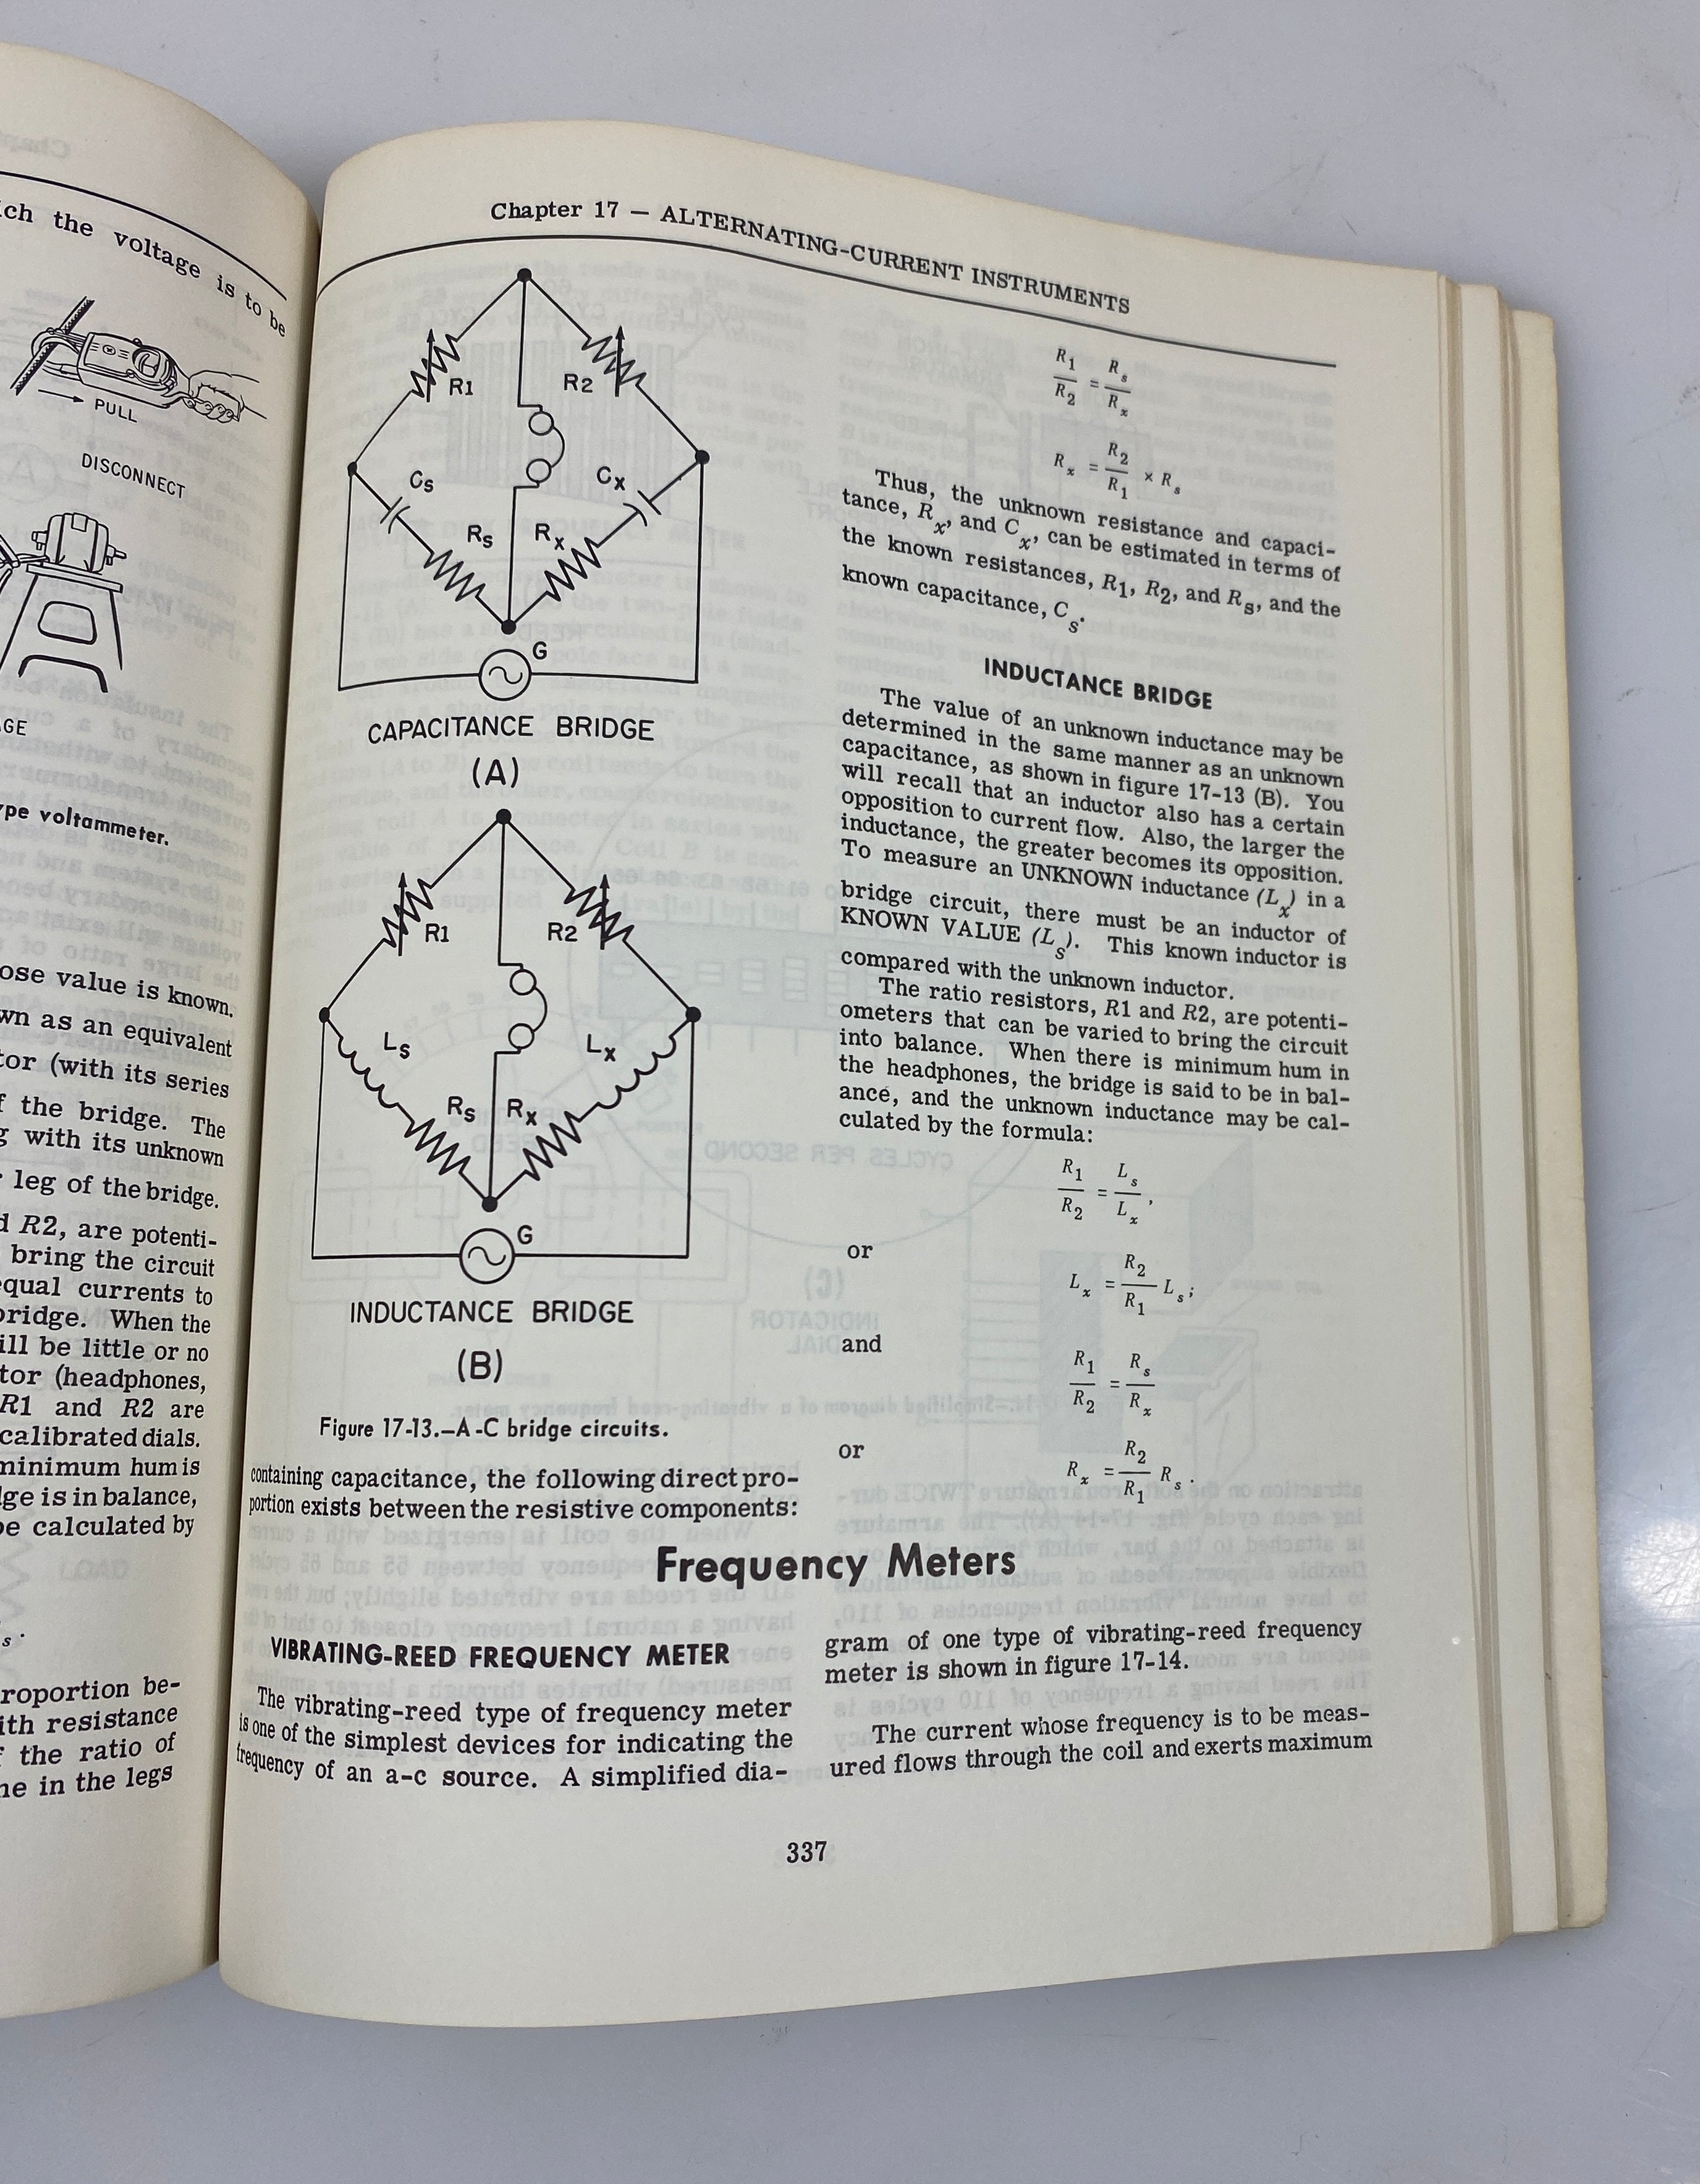 ich the voltage is to be
PULL
DISCONNECT
AGE
ype voltammeter.
ose value is known.
wn as an equivalent
tor (with its series
f the bridge. The
g with its unknown
r leg of the bridge.
d R2, are potenti-
bring the circuit
equal currents to
bridge. When the
ill be little or no
tor (headphones,
R1 and R2 are
calibrated dials.
minimum hum is
dge is in balance,
be calculated by
s.
roportion be-
ith resistance
f the ratio of
ne in the legs
Chapter 17 — ALTERNATING-CURRENT INSTRUMENTS
R1 R2
Cs Cx
Rs Rx
G
CAPACITANCE BRIDGE
(A)
R1 R2
Ls Lx
Rs Rx
G
INDUCTANCE BRIDGE
(B)
Figure 17-13.—A-C bridge circuits.
containing capacitance, the following direct pro-
portion exists between the resistive components:
R1/R2 = Rs/Rx
Rx = R2/R1 × Rs
Thus, the unknown resistance and capaci-
tance, Rx, and Cx, can be estimated in terms of
the known resistances, R1, R2, and Rs, and the
known capacitance, Cs.
INDUCTANCE BRIDGE
The value of an unknown inductance may be
determined in the same manner as an unknown
capacitance, as shown in figure 17-13 (B). You
will recall that an inductor also has a certain
opposition to current flow. Also, the larger the
inductance, the greater becomes its opposition.
To measure an UNKNOWN inductance (Lx) in a
bridge circuit, there must be an inductor of
KNOWN VALUE (Ls). This known inductor is
compared with the unknown inductor.
The ratio resistors, R1 and R2, are potenti-
ometers that can be varied to bring the circuit
into balance. When there is minimum hum in
the headphones, the bridge is said to be in bal-
ance, and the unknown inductance may be cal-
culated by the formula:
R1/R2 = Ls/Lx,
or
Lx = R2/R1 Ls;
and
R1/R2 = Rs/Rx
or
Rx = R2/R1 Rs.
Frequency Meters
VIBRATING-REED FREQUENCY METER
The vibrating-reed type of frequency meter
is one of the simplest devices for indicating the
frequency of an a-c source. A simplified dia-
gram of one type of vibrating-reed frequency
meter is shown in figure 17-14.
The current whose frequency is to be meas-
ured flows through the coil and exerts maximum
337